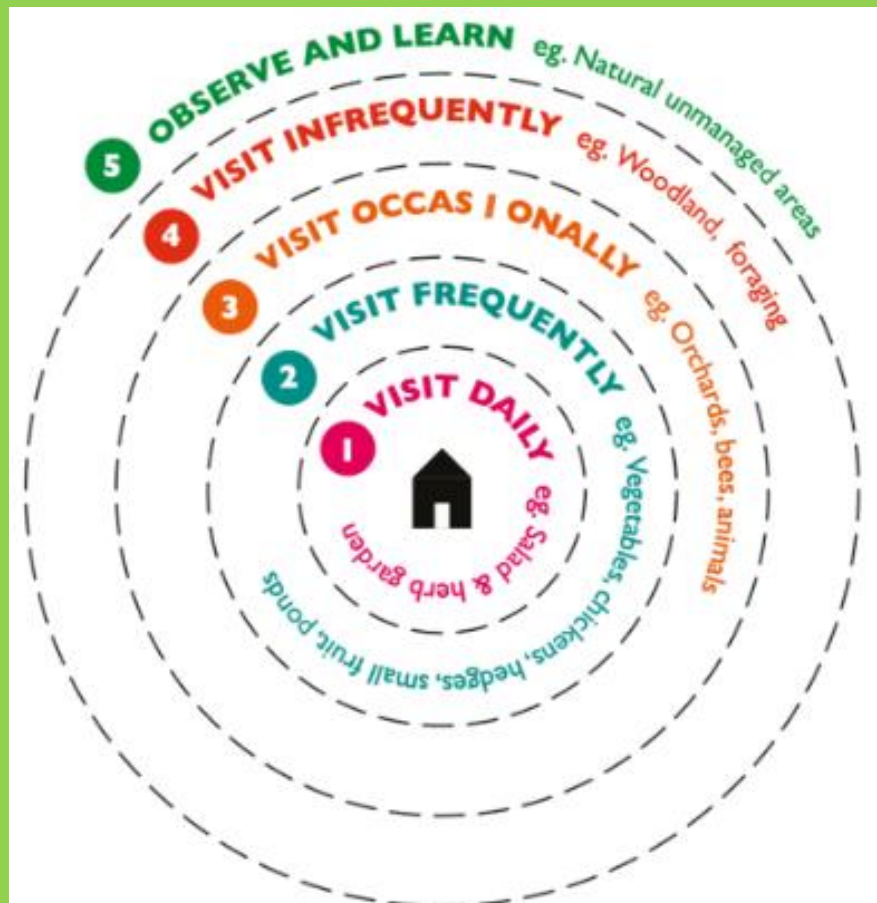 5 OBSERVE AND LEARN eg. Natural unmanaged areas
4 VISIT INFREQUENTLY eg. Woodland, foraging
3 VISIT OCCAS I ONALLY eg. Orchards, bees, animals
2 VISIT FREQUENTLY eg. Vegetables, chickens, hedges, small fruit, ponds
1 VISIT DAILY eg. Salad & herb garden